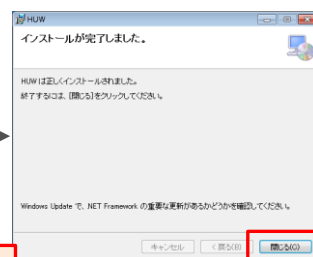 HUW
インストールが完了しました。
HUW は正しくインストールされました。
終了するには、[閉じる]をクリックしてください。
Windows Update で、.NET Framework の重要な更新があるかどうかを確認してください。
キャンセル
< 戻る(B)
閉じる(C)